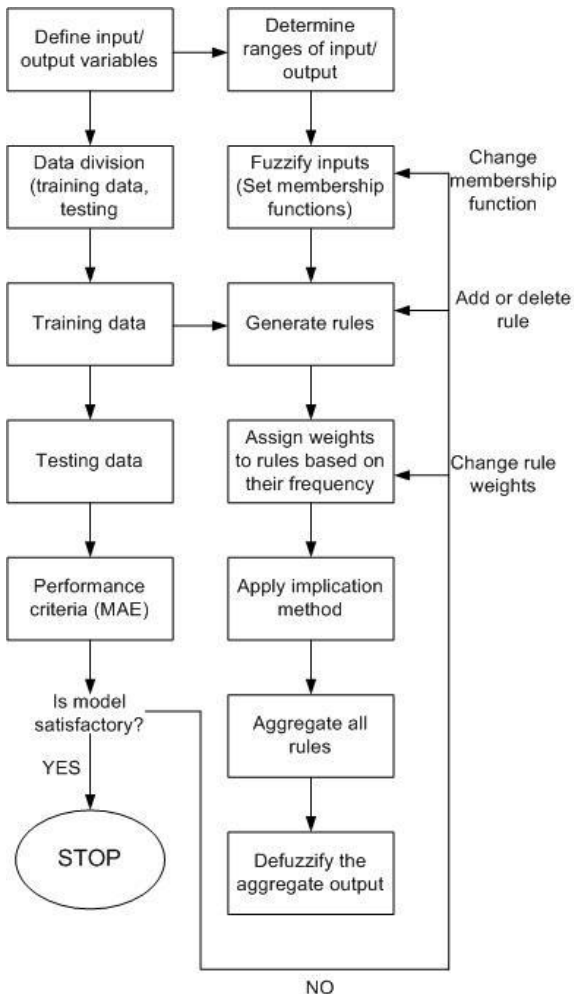 Define input/
output variables
Determine
ranges of input/
output
Data division
(training data,
testing
Fuzzify inputs
(Set membership
functions)
Change
membership
function
Training data
Generate rules
Add or delete
rule
Testing data
Assign weights
to rules based on
their frequency
Change rule
weights
Performance
criteria (MAE)
Apply implication
method
Is model
satisfactory?
Aggregate all
rules
YES
STOP
Defuzzify the
aggregate output
NO